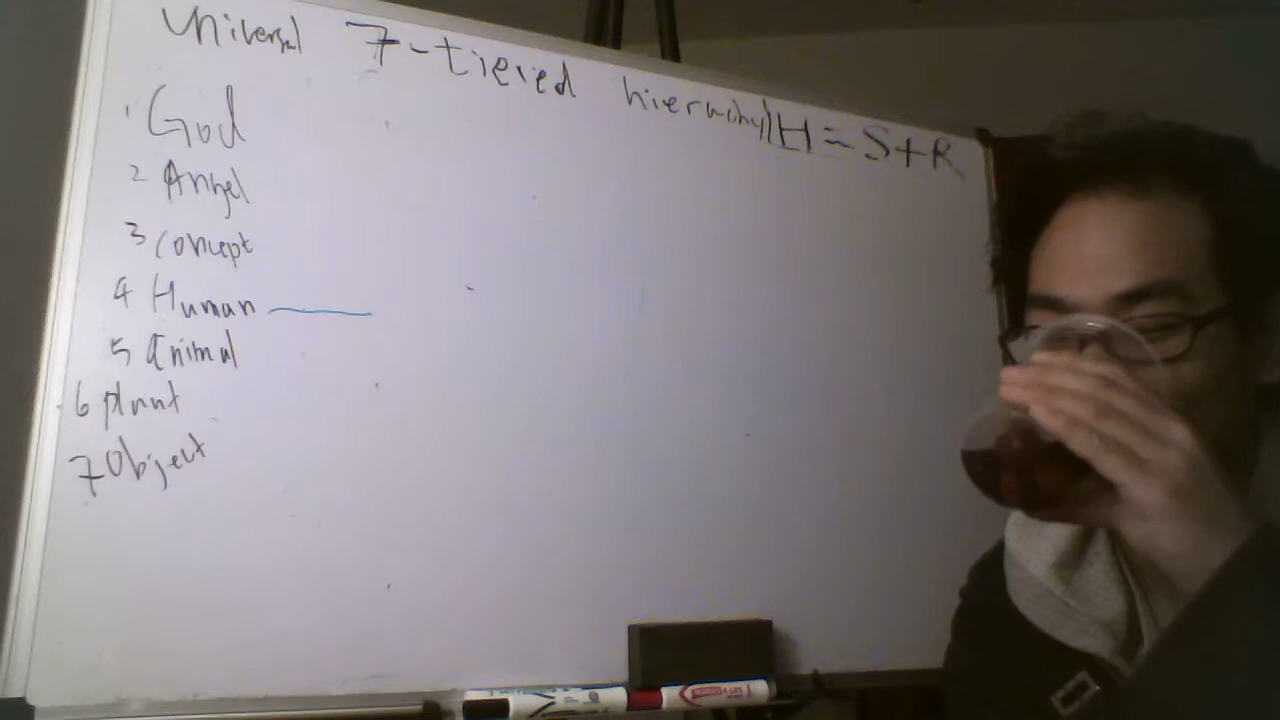 Universal 7-tiered hierarchy H = S+R
1 God
2 Angel
3 Concept
4 Human
5 Animal
6 plant
7 Object